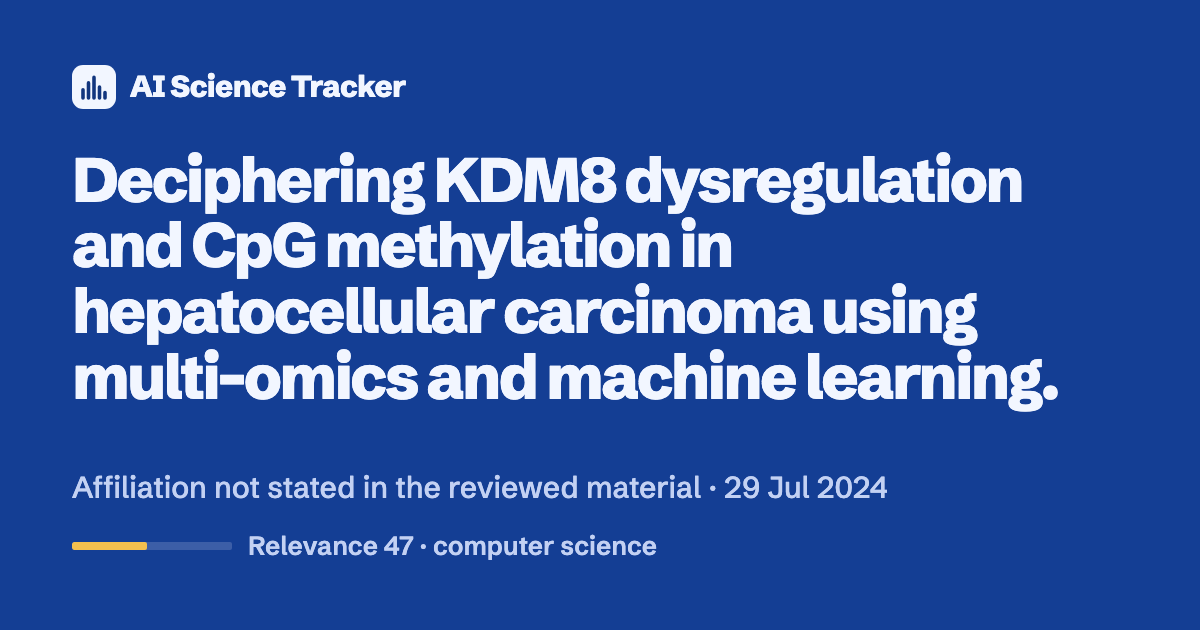 AI Science Tracker
Deciphering KDM8 dysregulation
and CpG methylation in
hepatocellular carcinoma using
multi-omics and machine learning.
Affiliation not stated in the reviewed material · 29 Jul 2024
Relevance 47 · computer science